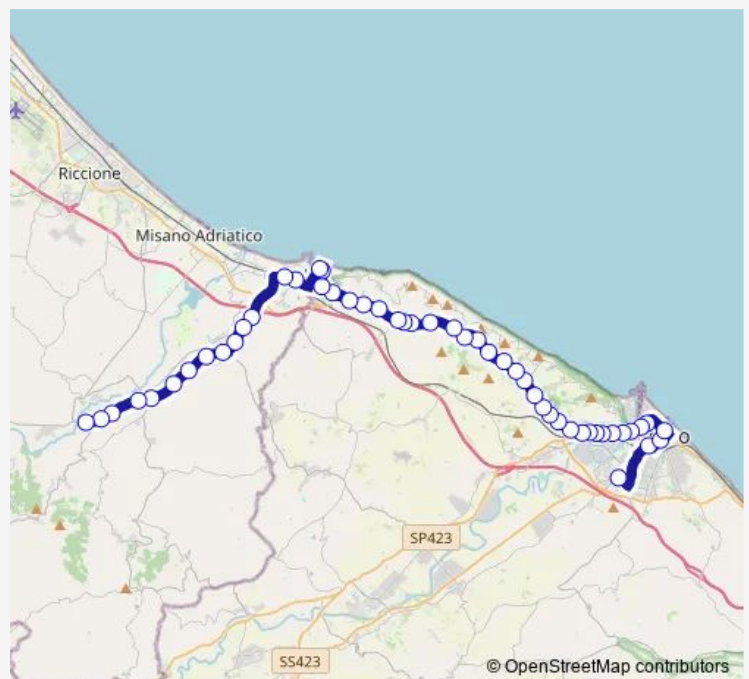 Riccione
Misano Adriatico
o
SP423
SS423
© OpenStreetMap contributors